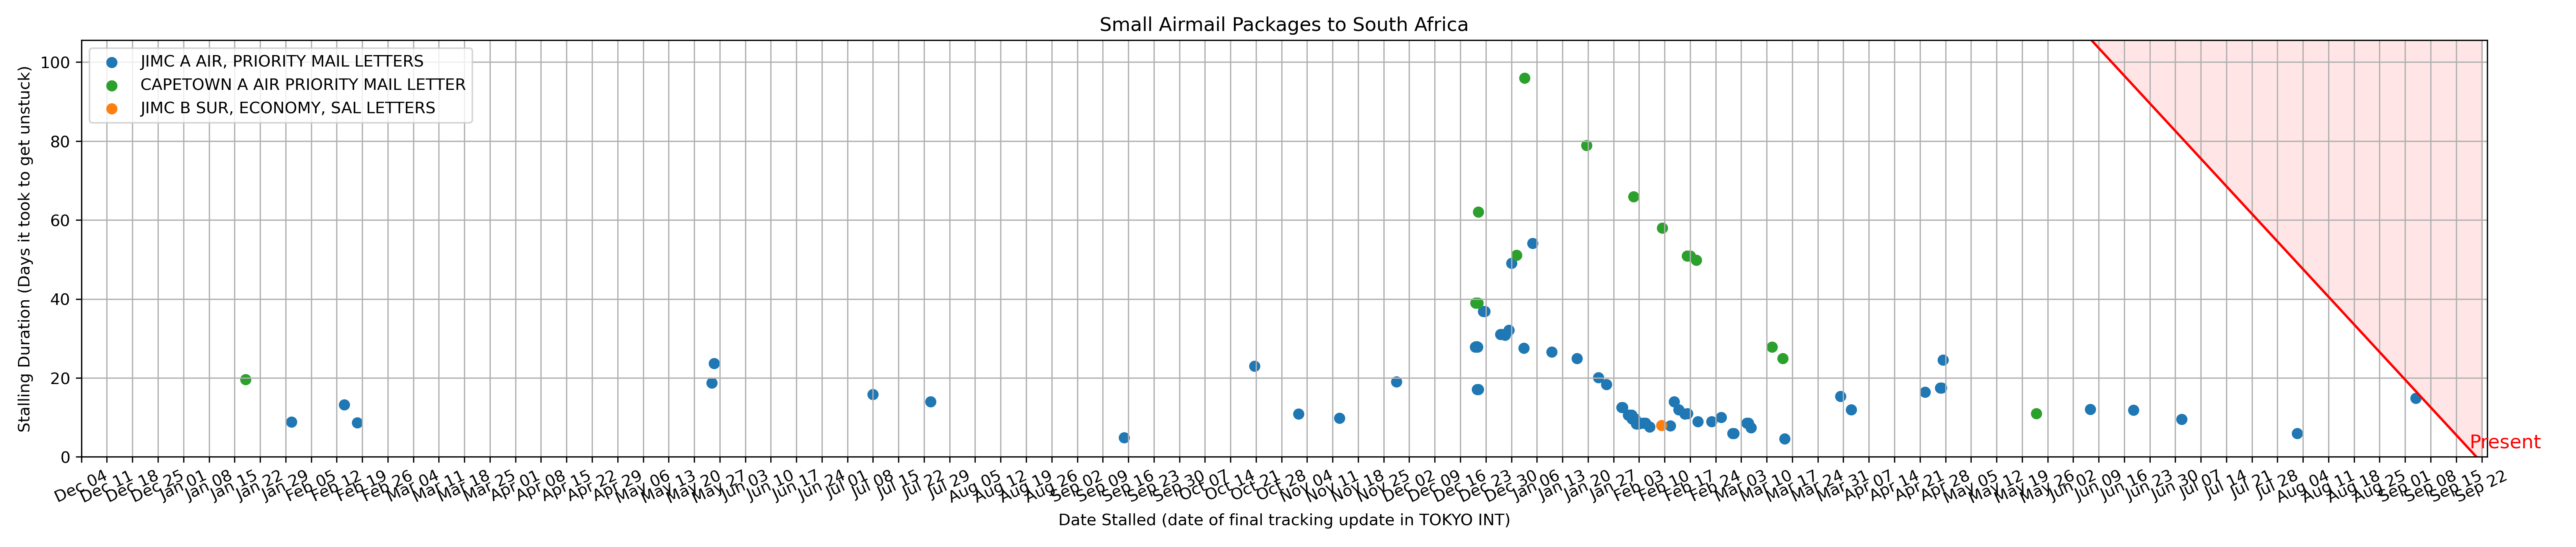 Small Airmail Packages to South Africa
JIMC A AIR, PRIORITY MAIL LETTERS
CAPETOWN A AIR PRIORITY MAIL LETTER
JIMC B SUR, ECONOMY, SAL LETTERS
Stalling Duration (Days it took to get unstuck)
100
80
60
40
20
0
Present
Dec 04
Dec 11
Dec 18
Dec 25
Jan 01
Jan 08
Jan 15
Jan 22
Jan 29
Feb 05
Feb 12
Feb 19
Feb 26
Mar 04
Mar 11
Mar 18
Mar 25
Apr 01
Apr 08
Apr 15
Apr 22
Apr 29
May 06
May 13
May 20
May 27
Jun 03
Jun 10
Jun 17
Jun 24
Jul 01
Jul 08
Jul 15
Jul 22
Jul 29
Aug 05
Aug 12
Aug 19
Aug 26
Sep 02
Sep 09
Sep 16
Sep 23
Sep 30
Oct 07
Oct 14
Oct 21
Oct 28
Nov 04
Nov 11
Nov 18
Nov 25
Dec 02
Dec 09
Dec 16
Dec 23
Dec 30
Jan 06
Jan 13
Jan 20
Jan 27
Feb 03
Feb 10
Feb 17
Feb 24
Mar 03
Mar 10
Mar 17
Mar 24
Mar 31
Apr 07
Apr 14
Apr 21
Apr 28
May 05
May 12
May 19
May 26
Jun 02
Jun 09
Jun 16
Jun 23
Jun 30
Jul 07
Jul 14
Jul 21
Jul 28
Aug 04
Aug 11
Aug 18
Aug 25
Sep 01
Sep 08
Sep 15
Sep 22
Date Stalled (date of final tracking update in TOKYO INT)